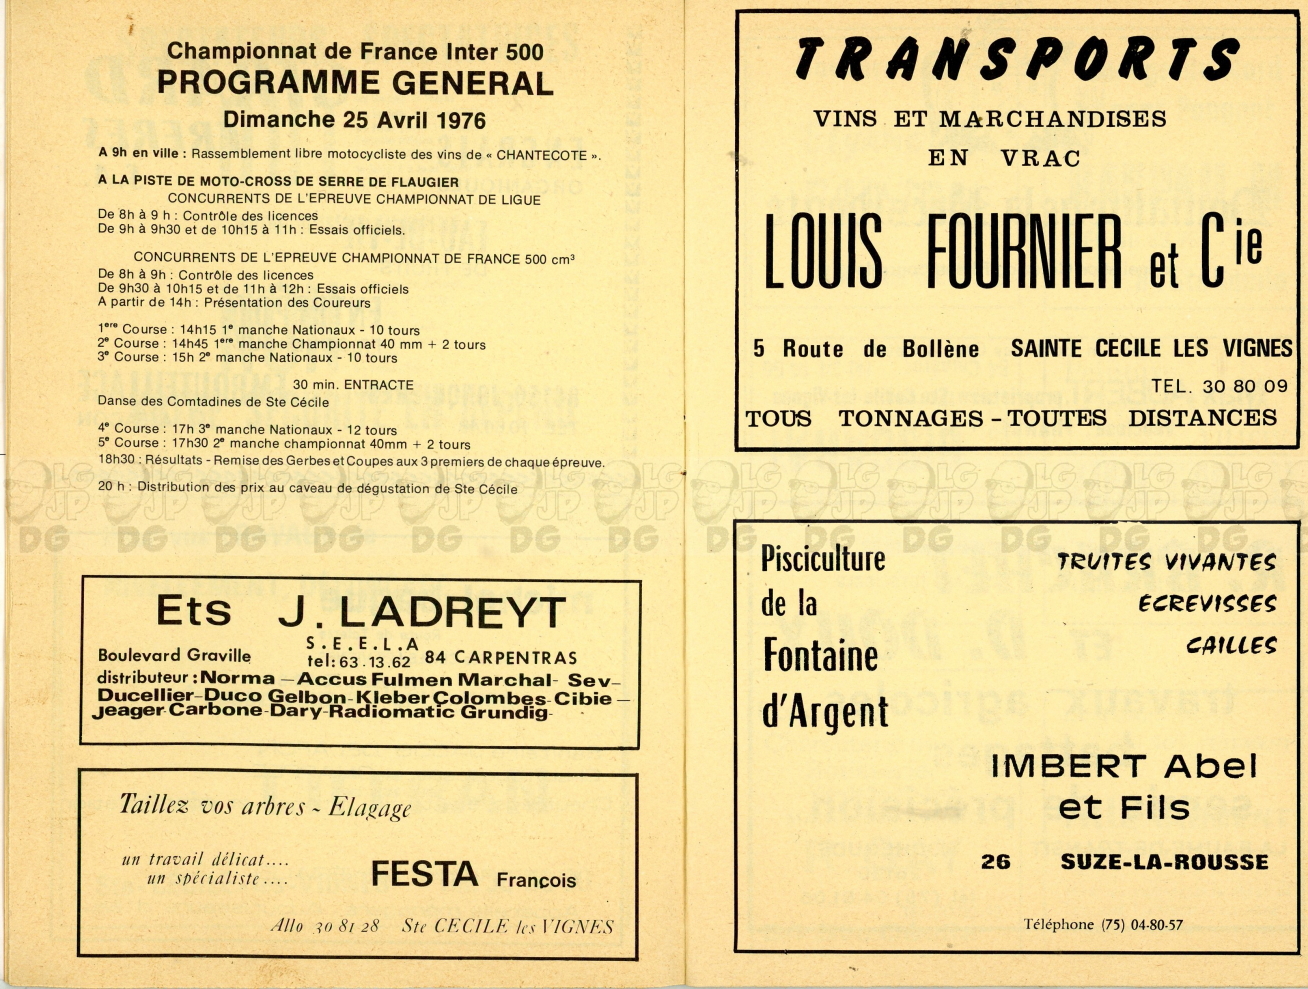 Championnat de France Inter 500
PROGRAMME GENERAL
Dimanche 25 Avril 1976
A 9h en ville : Rassemblement libre motocycliste des vins de « CHANTECOTE ».
A LA PISTE DE MOTO-CROSS DE SERRE DE FLAUGIER
CONCURRENTS DE L'EPREUVE CHAMPIONNAT DE LIGUE
De 8h à 9 h : Contrôle des licences
De 9h à 9h30 et de 10h15 à 11h : Essais officiels.
CONCURRENTS DE L'EPREUVE CHAMPIONNAT DE FRANCE 500 cm³
De 8h à 9h : Contrôle des licences
De 9h30 à 10h15 et de 11h à 12h : Essais officiels
A partir de 14h : Présentation des Coureurs
1ere Course : 14h15 1e manche Nationaux - 10 tours
2e Course : 14h45 1ere manche Championnat 40 mm + 2 tours
3e Course : 15h 2e manche Nationaux - 10 tours
30 min. ENTRACTE
Danse des Comtadines de Ste Cécile
4e Course : 17h 3e manche Nationaux - 12 tours
5e Course : 17h30 2e manche championnat 40mm + 2 tours
18h30 : Résultats - Remise des Gerbes et Coupes aux 3 premiers de chaque épreuve.
20 h : Distribution des prix au caveau de dégustation de Ste Cécile
Ets J. LADREYT
S.E.E.L.A
Boulevard Graville tel: 63.13.62 84 CARPENTRAS
distributeur : Norma — Accus Fulmen Marchal- Sev-
Ducellier-Duco Gelbon-Kleber Colombes-Cibie —
Jeager-Carbone-Dary-Radiomatic Grundig-
Taillez vos arbres ~ Elagage
un travail délicat....
un spécialiste....
FESTA François
Allo 30 81 28 Ste CECILE les VIGNES
TRANSPORTS
VINS ET MARCHANDISES
EN VRAC
LOUIS FOURNIER et Cie
5 Route de Bollène SAINTE CECILE LES VIGNES
TEL. 30 80 09
TOUS TONNAGES - TOUTES DISTANCES
Pisciculture
de la
Fontaine
d'Argent
TRUITES VIVANTES
ECREVISSES
CAILLES
IMBERT Abel
et Fils
26 SUZE-LA-ROUSSE
Téléphone (75) 04-80-57
LG JP DG